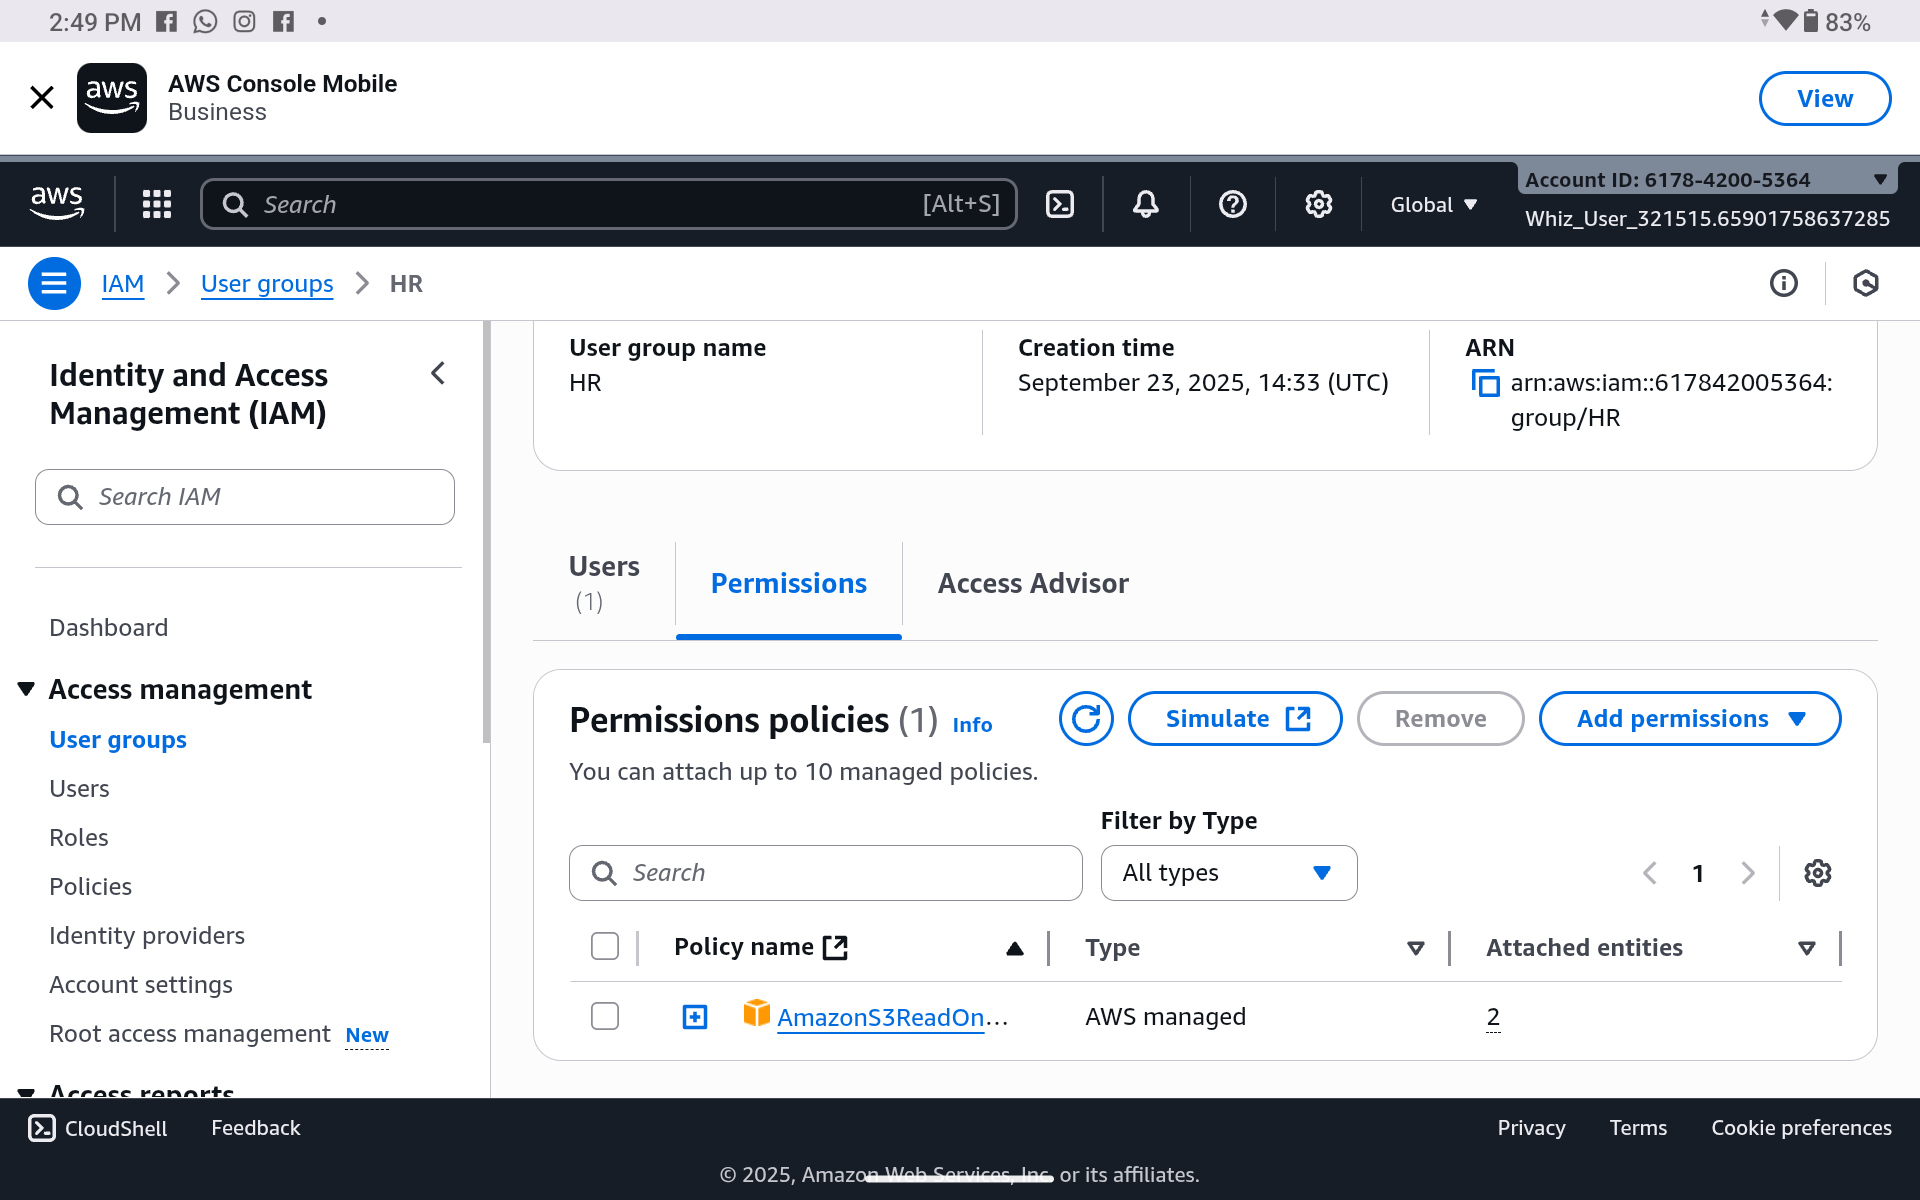 2:49 PM
83%
aws
AWS Console Mobile
Business
View
aws
Search [Alt+S]
Global
Account ID: 6178-4200-5364
Whiz_User_321515.65901758637285
IAM
User groups
HR
Identity and Access
Management (IAM)
Search IAM
Dashboard
Access management
User groups
Users
Roles
Policies
Identity providers
Account settings
Root access management New
Access reports
User group name
HR
Creation time
September 23, 2025, 14:33 (UTC)
ARN
arn:aws:iam::617842005364:
group/HR
Users
(1)
Permissions
Access Advisor
Permissions policies (1) Info
Simulate
Remove
Add permissions
You can attach up to 10 managed policies.
Filter by Type
Search
All types
1
Policy name
Type
Attached entities
AmazonS3ReadOn...
AWS managed
2
CloudShell
Feedback
Privacy
Terms
Cookie preferences
© 2025, Amazon Web Services, Inc. or its affiliates.